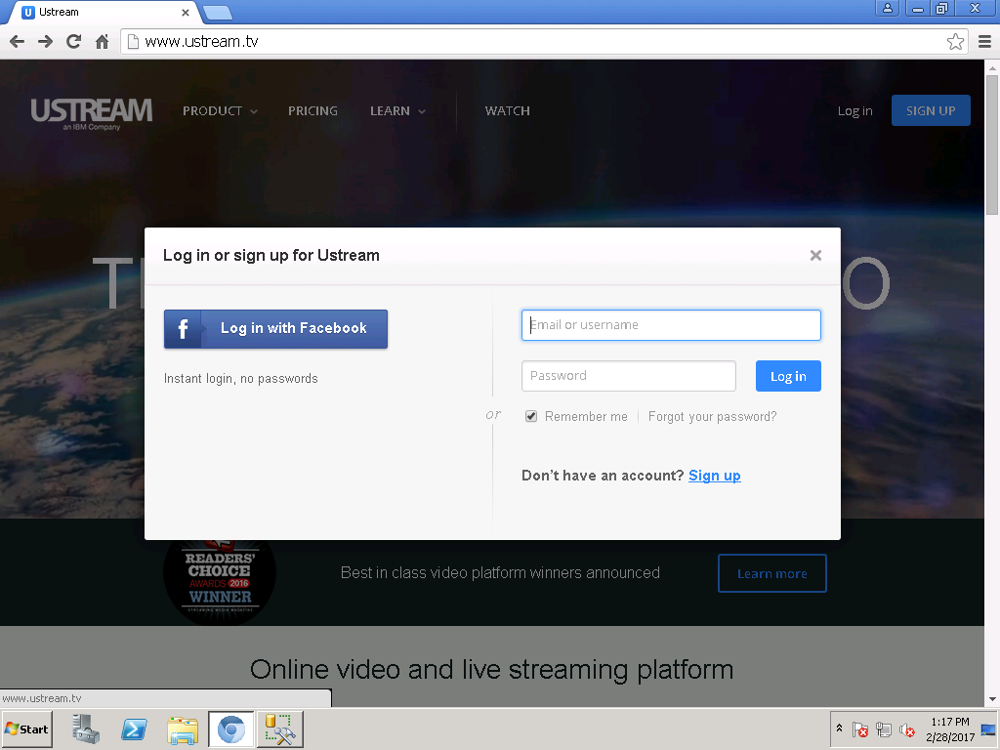 Ustream
www.ustream.tv
USTREAM
an IBM Company
PRODUCT
PRICING
LEARN
WATCH
Log in
SIGN UP
Log in or sign up for Ustream
Log in with Facebook
Instant login, no passwords
or
Email or username
Password
Log in
Remember me
Forgot your password?
Don't have an account? Sign up
READERS'
CHOICE
AWARDS 2016
WINNER
STREAMING MEDIA MAGAZINE
Best in class video platform winners announced
Learn more
Online video and live streaming platform
www.ustream.tv
Start
1:17 PM
2/28/2017